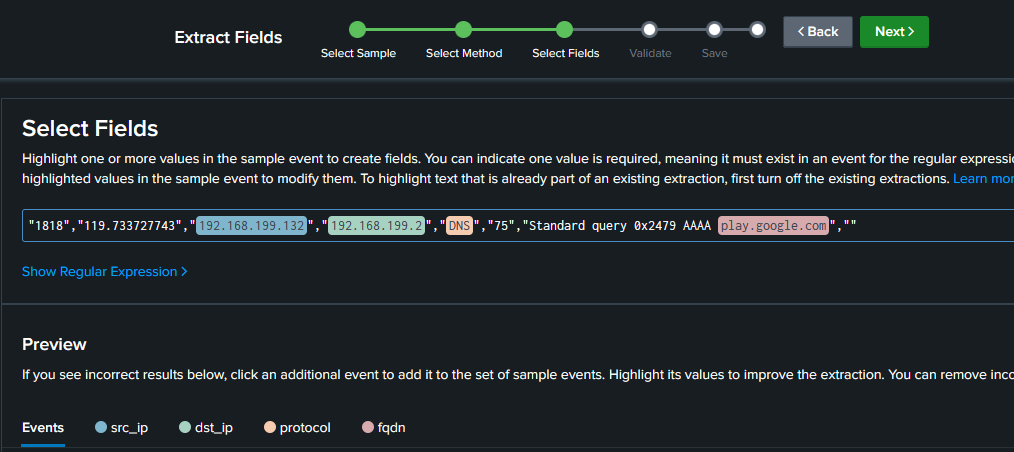 Extract Fields
Select Sample
Select Method
Select Fields
Validate
Save
< Back
Next >
Select Fields
Highlight one or more values in the sample event to create fields. You can indicate one value is required, meaning it must exist in an event for the regular
highlighted values in the sample event to modify them. To highlight text that is already part of an existing extraction, first turn off the existing extractions. Learn
"1818","119.733727743","192.168.199.132","192.168.199.2","DNS","75","Standard query 0x2479 AAAA play.google.com",""
Show Regular Expression >
Preview
If you see incorrect results below, click an additional event to add it to the set of sample events. Highlight its values to improve the extraction. You can remove
Events
src_ip
dst_ip
protocol
fqdn